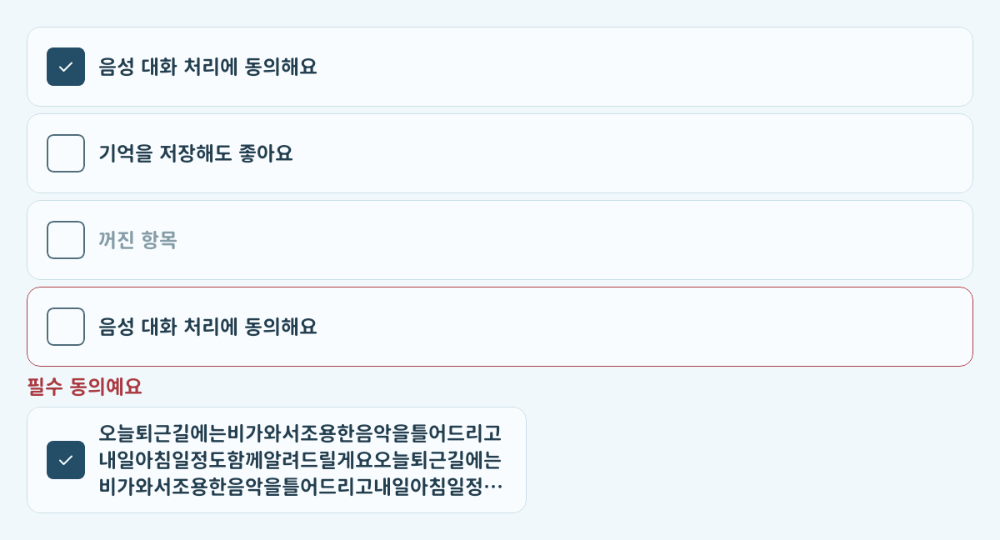 음성 대화 처리에 동의해요
기억을 저장해도 좋아요
꺼진 항목
음성 대화 처리에 동의해요
필수 동의예요
오늘퇴근길에는비가와서조용한음악을틀어드리고
내일아침일정도함께알려드릴게요오늘퇴근길에는
비가와서조용한음악을틀어드리고내일아침일정…